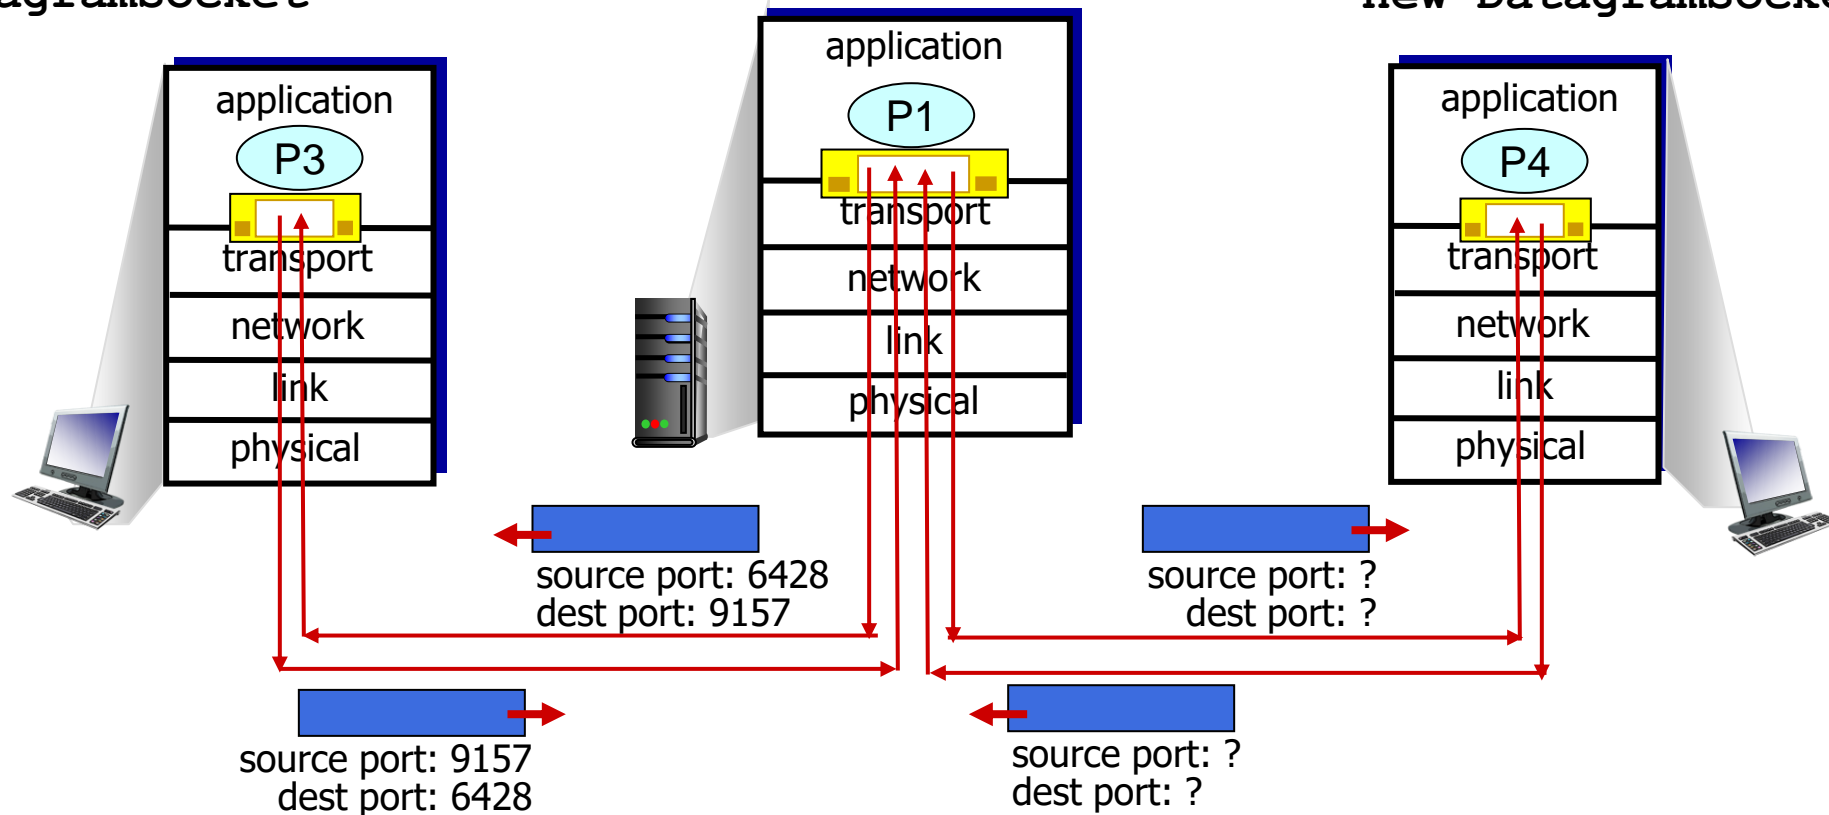 application
P3
transport
network
link
physical
application
P1
transport
network
link
physical
application
P4
transport
network
link
physical
source port: 6428
dest port: 9157
source port: ?
dest port: ?
source port: 9157
dest port: 6428
source port: ?
dest port: ?